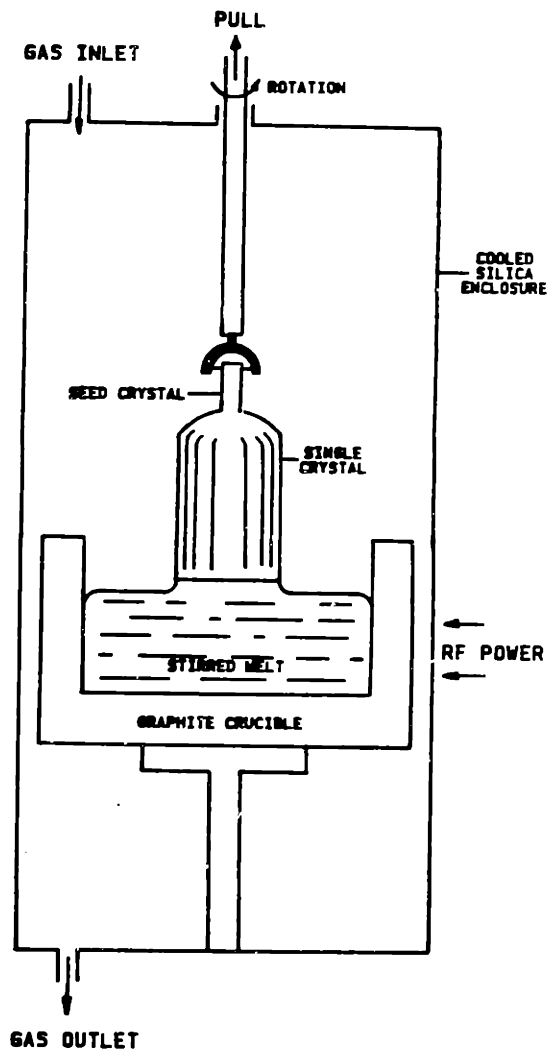 PULL
GAS INLET
ROTATION
COOLED
SILICA
ENCLOSURE
SEED CRYSTAL
SINGLE
CRYSTAL
RF POWER
STIRRED MELT
GRAPHITE CRUCIBLE
GAS OUTLET